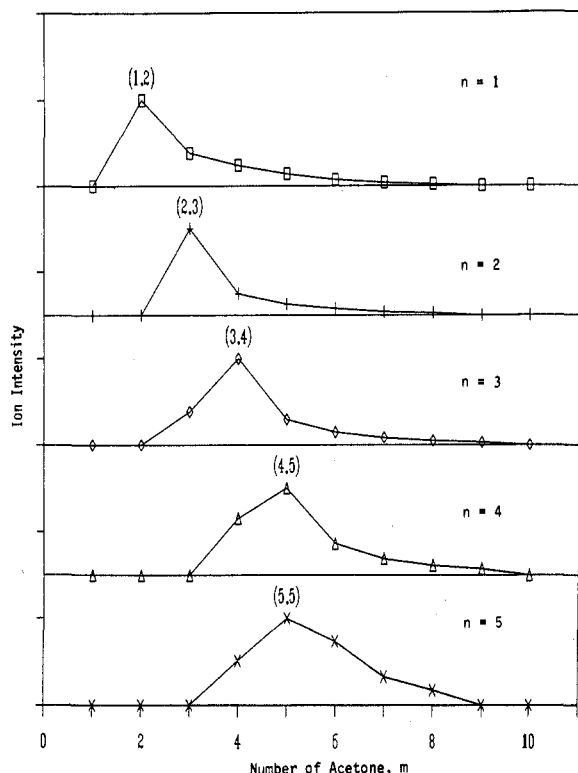 (1,2)
n = 1
(2,3)
n = 2
(3,4)
n = 3
(4,5)
n = 4
(5,5)
n = 5
Ion Intensity
0 2 4 6 8 10
Number of Acetone, m